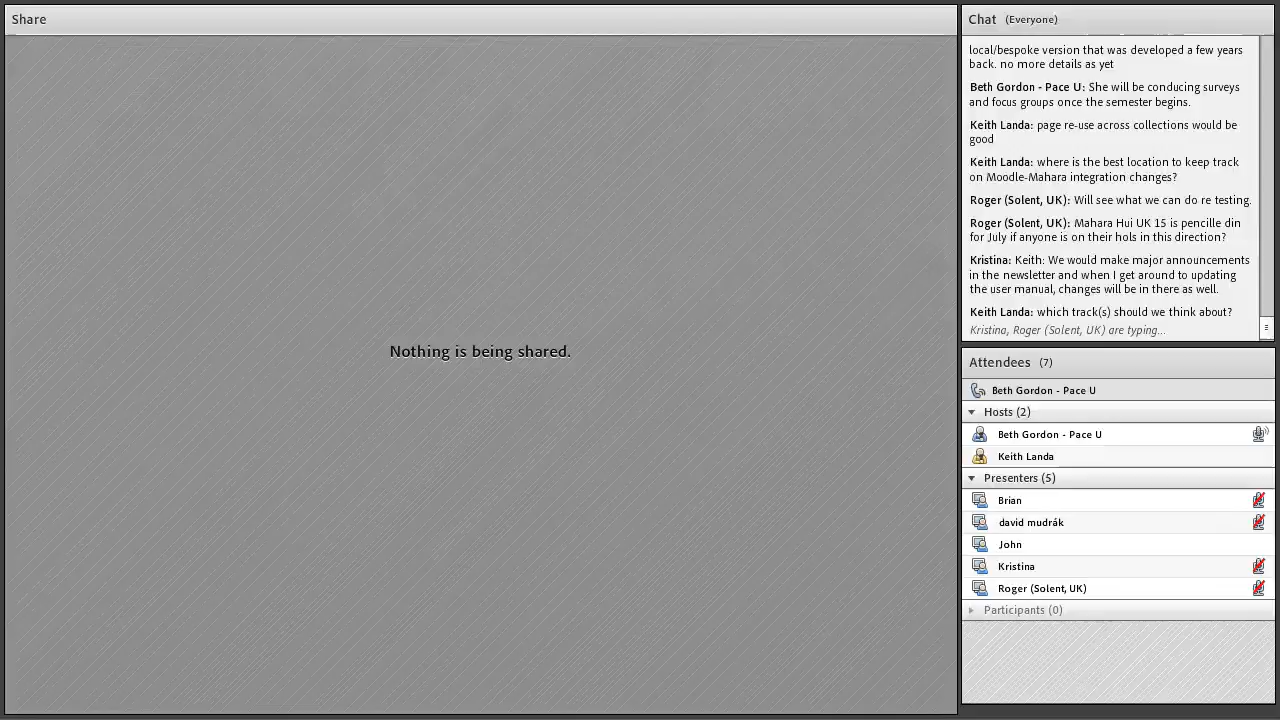 Share
Nothing is being shared.
Chat (Everyone)
local/bespoke version that was developed a few years
back. no more details as yet
Beth Gordon - Pace U: She will be conducing surveys
and focus groups once the semester begins.
Keith Landa: page re-use across collections would be
good
Keith Landa: where is the best location to keep track
on Moodle-Mahara integration changes?
Roger (Solent, UK): Will see what we can do re testing.
Roger (Solent, UK): Mahara Hui UK 15 is pencille din
for July if anyone is on their hols in this direction?
Kristina: Keith: We would make major announcements
in the newsletter and when I get around to updating
the user manual, changes will be in there as well.
Keith Landa: which track(s) should we think about?
Kristina, Roger (Solent, UK) are typing...
Attendees (7)
Beth Gordon - Pace U
Hosts (2)
Beth Gordon - Pace U
Keith Landa
Presenters (5)
Brian
david mudrák
John
Kristina
Roger (Solent, UK)
Participants (0)